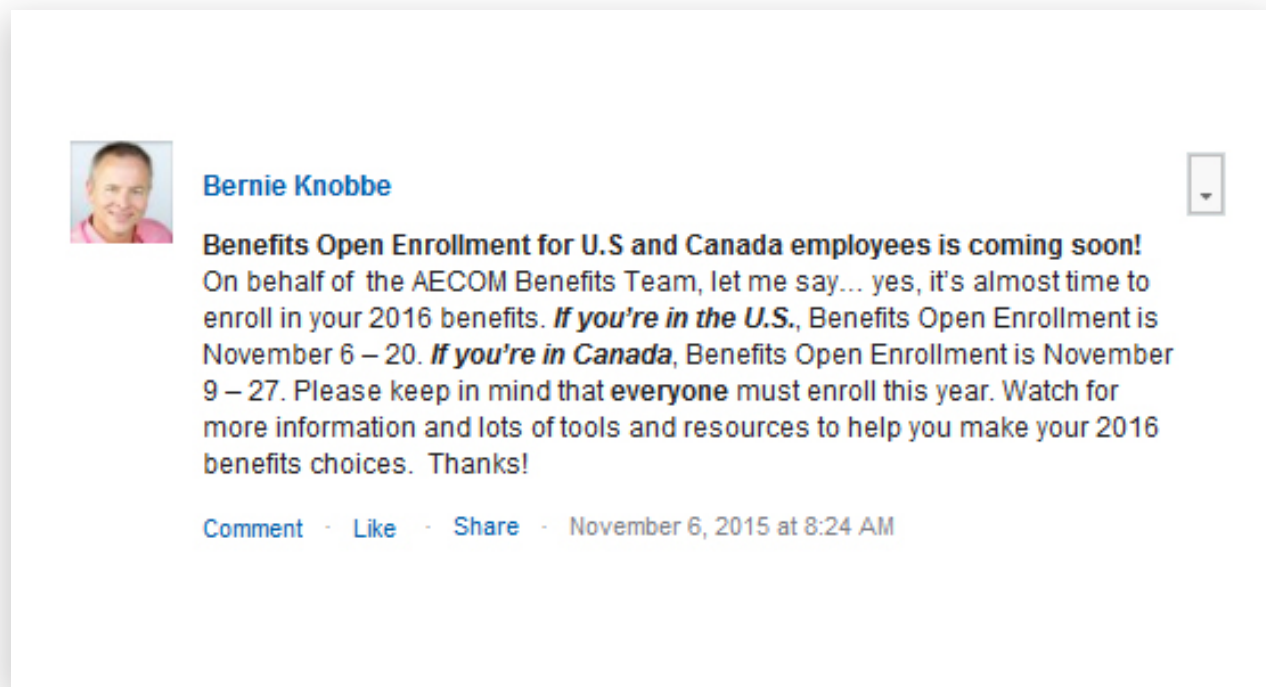 Bernie Knobbe
Benefits Open Enrollment for U.S and Canada employees is coming soon!
On behalf of  the AECOM Benefits Team, let me say… yes, it’s almost time to
enroll in your 2016 benefits. If you’re in the U.S., Benefits Open Enrollment is
November 6 – 20. If you’re in Canada, Benefits Open Enrollment is November
9 – 27. Please keep in mind that everyone must enroll this year. Watch for
more information and lots of tools and resources to help you make your 2016
benefits choices.  Thanks!
Comment · Like · Share · November 6, 2015 at 8:24 AM